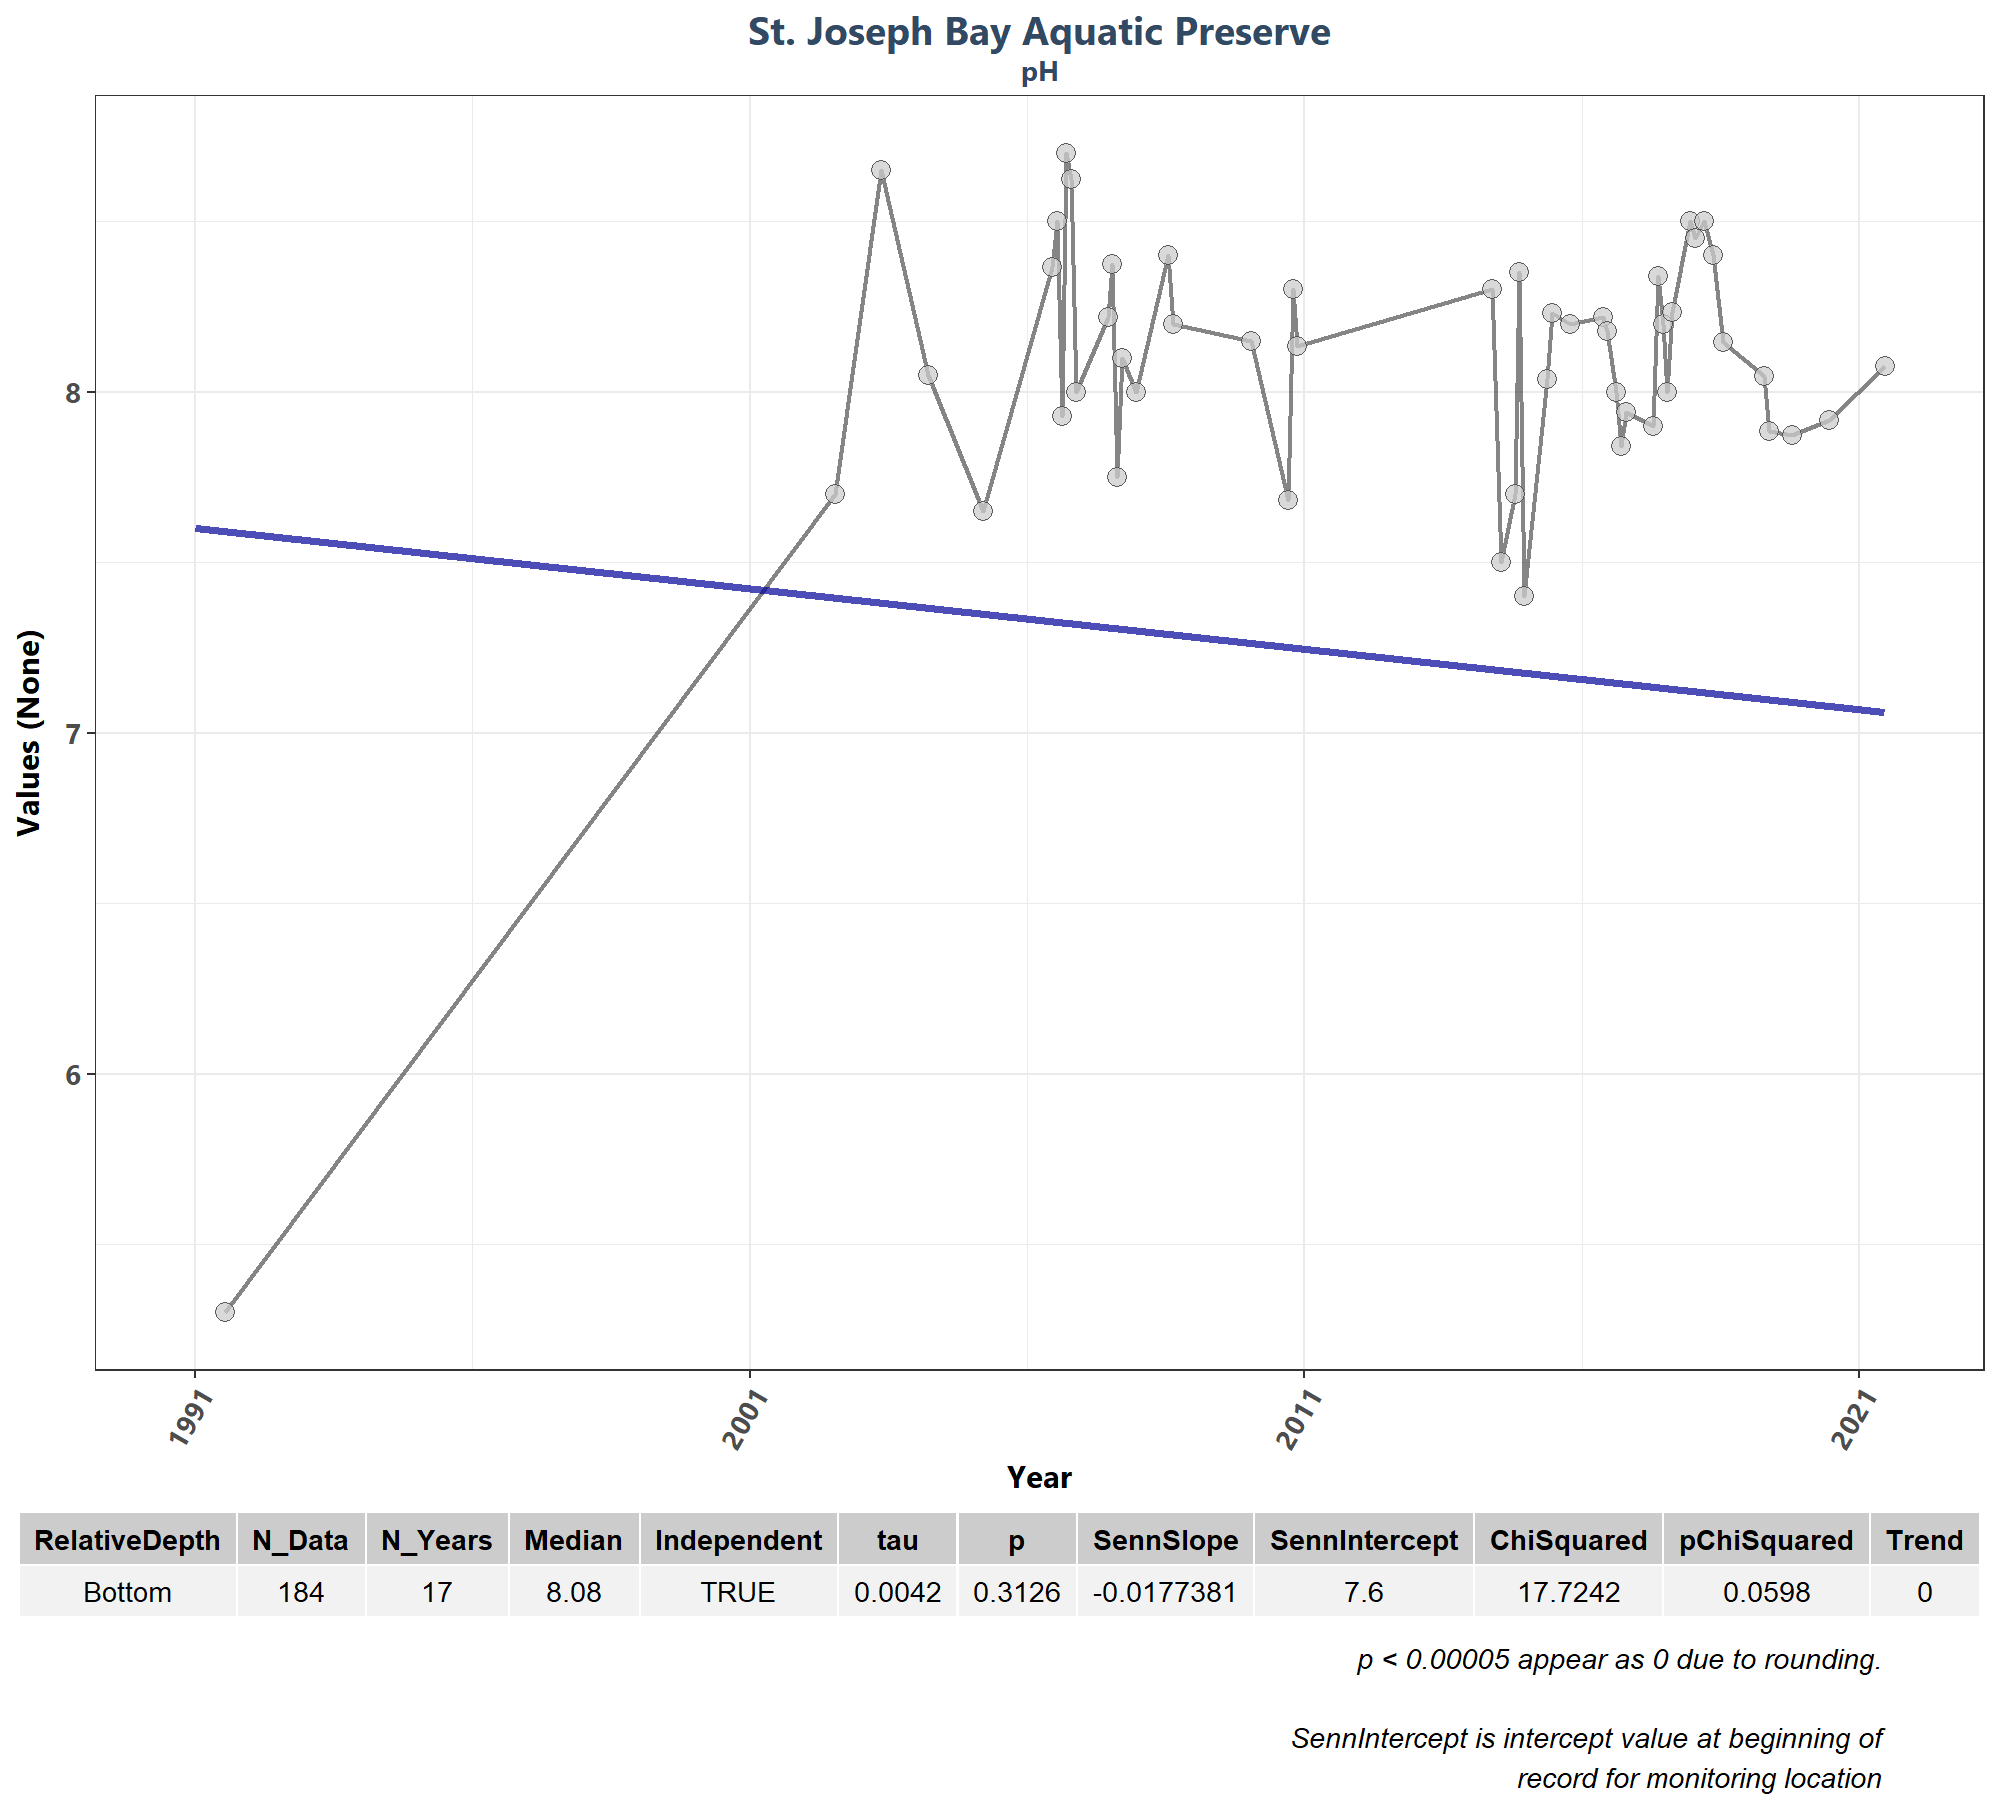 St. Joseph Bay Aquatic Preserve
pH
Values (None)
8
7
6
1991 2001 2011 2021
Year
RelativeDepth N_Data N_Years Median Independent tau p SennSlope SennIntercept ChiSquared pChiSquared Trend
Bottom 184 17 8.08 TRUE 0.0042 0.3126 -0.0177381 7.6 17.7242 0.0598 0
p < 0.00005 appear as 0 due to rounding.
SennIntercept is intercept value at beginning of
record for monitoring location